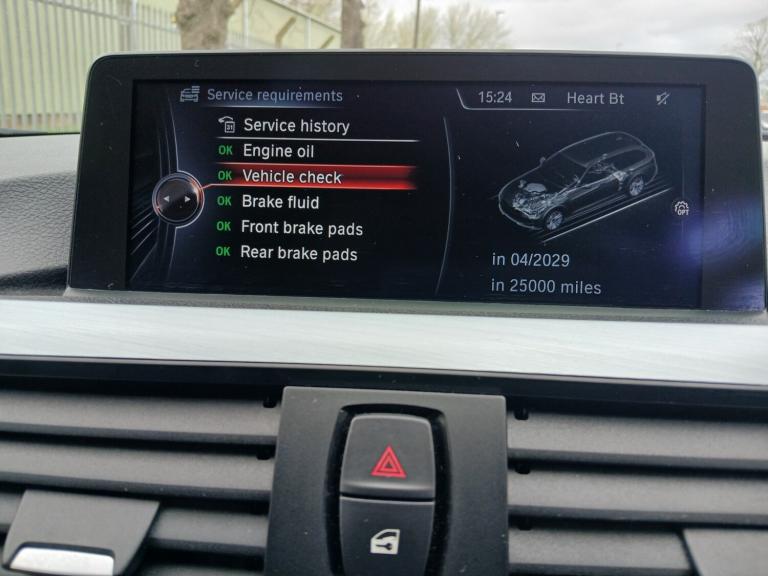 Service requirements
15:24 Heart Bt
31 Service history
OK Engine oil
OK Vehicle check
OK Brake fluid
OK Front brake pads
OK Rear brake pads
OPT
in 04/2029
in 25000 miles